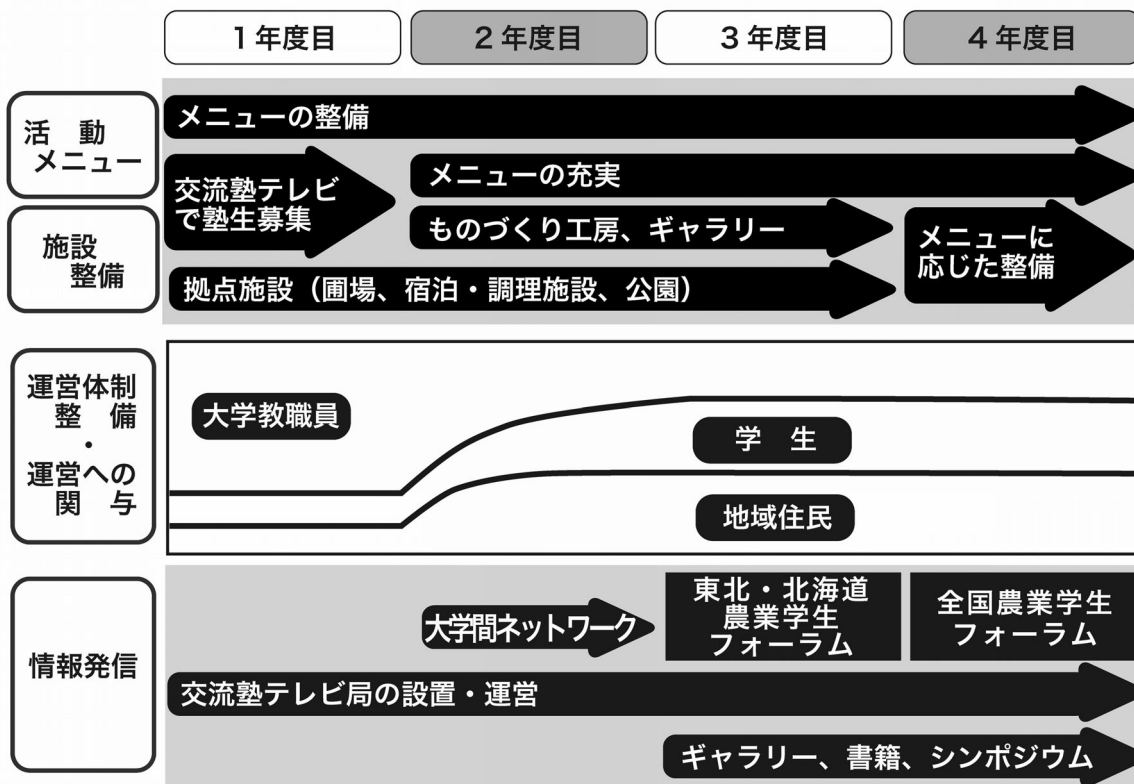 1年度目
2年度目
3年度目
4年度目
活　動
メニュー
メニューの整備
交流塾テレビ
で塾生募集
メニューの充実
施設
整備
ものづくり工房、ギャラリー
メニューに
応じた整備
拠点施設（圃場、宿泊・調理施設、公園）
運営体制
整　備
・
運営への
関　与
大学教職員
学　生
地域住民
情報発信
大学間ネットワーク
東北・北海道
農業学生
フォーラム
全国農業学生
フォーラム
交流塾テレビ局の設置・運営
ギャラリー、書籍、シンポジウム